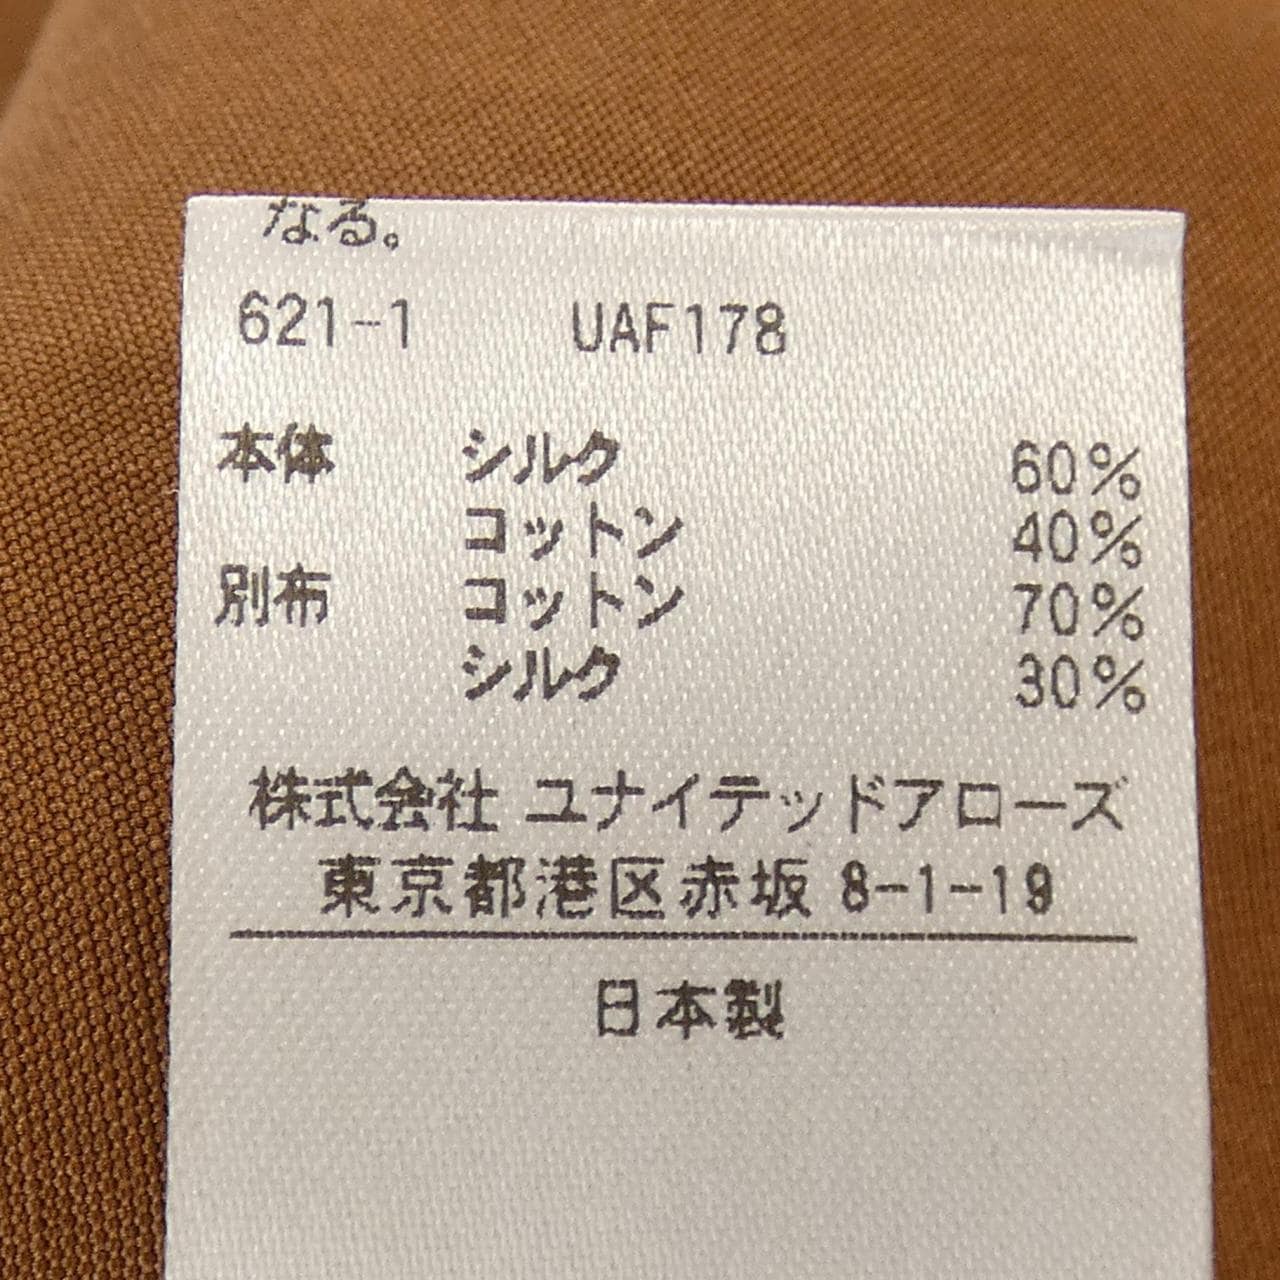 なる。
621-1 UAF178
本体 シルク 60%
コットン 40%
別布 コットン 70%
シルク 30%
株式会社 ユナイテッドアローズ
東京都港区赤坂 8-1-19
日本製